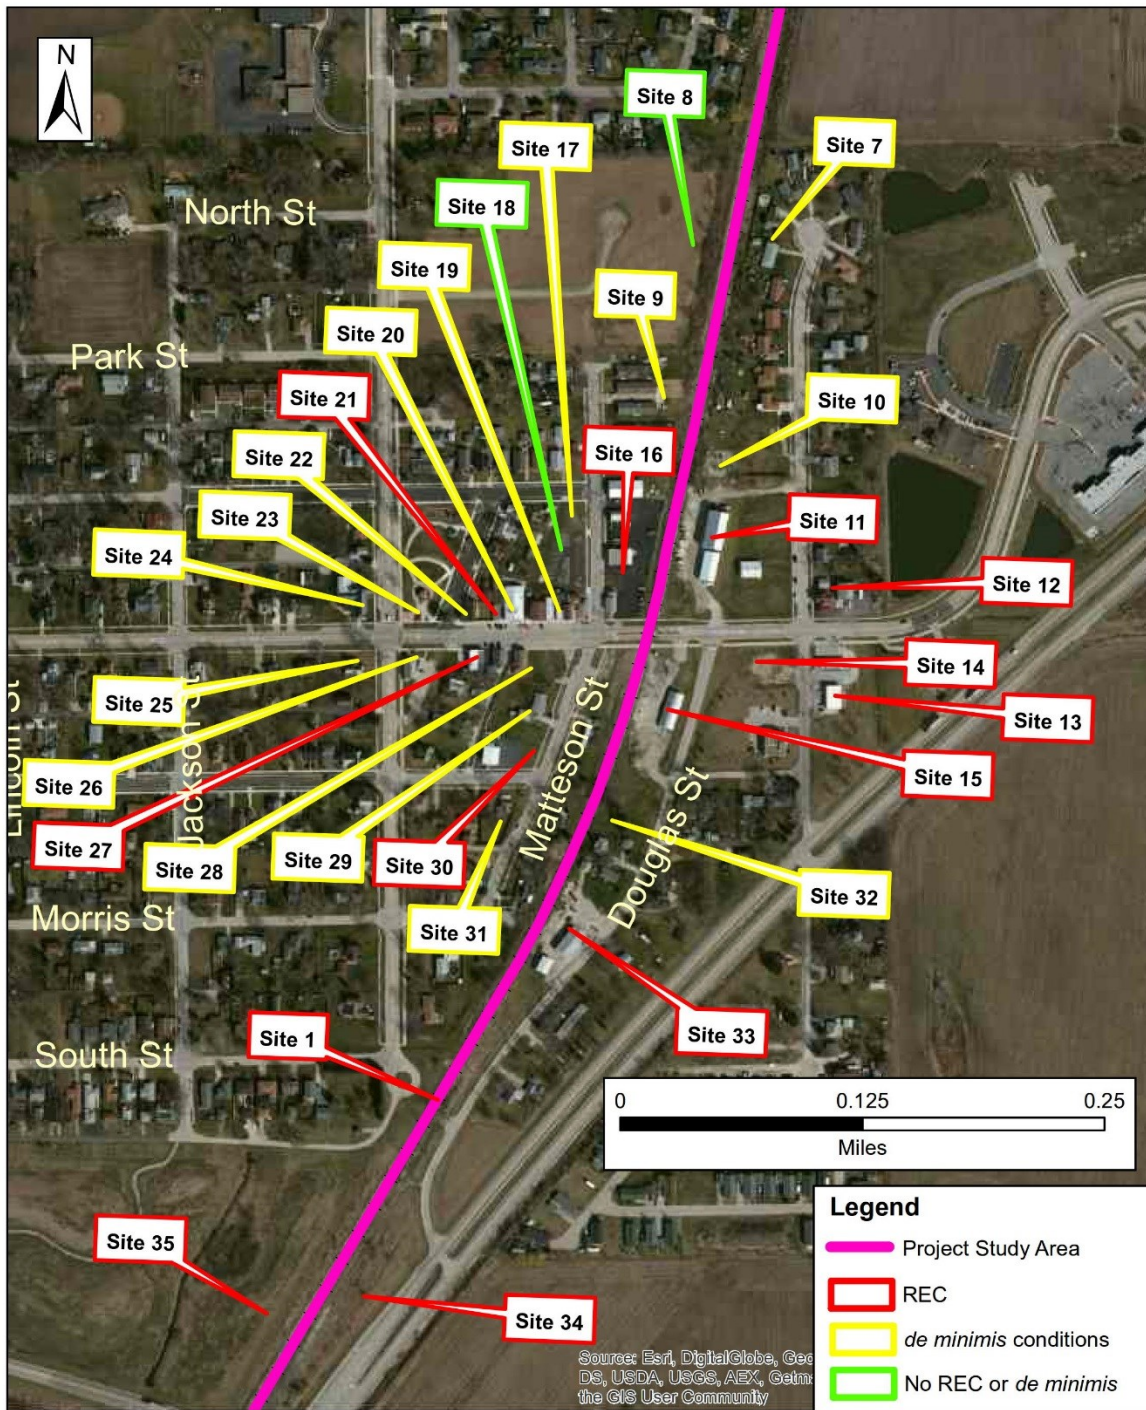 N
Site 8
Site 7
Site 17
North St
Site 18
Site 19
Site 9
Site 20
Park St
Site 21
Site 10
Site 22
Site 16
Site 23
Site 11
Site 24
Site 12
Site 14
Site 25
Site 13
Lincoln St
Jackson St
Matteson St
Site 26
Site 15
Douglas St
Site 27
Site 28
Site 29
Site 30
Site 32
Morris St
Site 31
Site 33
Site 1
South St
0 0.125 0.25
Miles
Legend
Project Study Area
Site 35
REC
Site 34
de minimis conditions
No REC or de minimis
Source: Esri, DigitalGlobe,
DS, USDA, USGS, AEX,
the GIS User Community